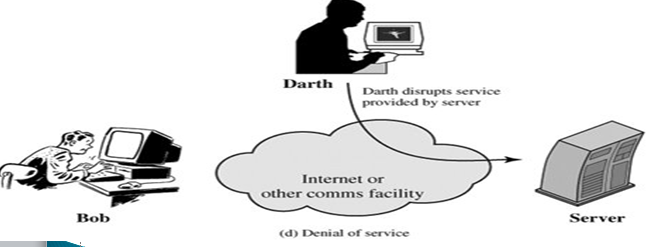 Darth
Darth disrupts service
provided by server
Internet or
other comms facility
Bob
Server
(d) Denial of service